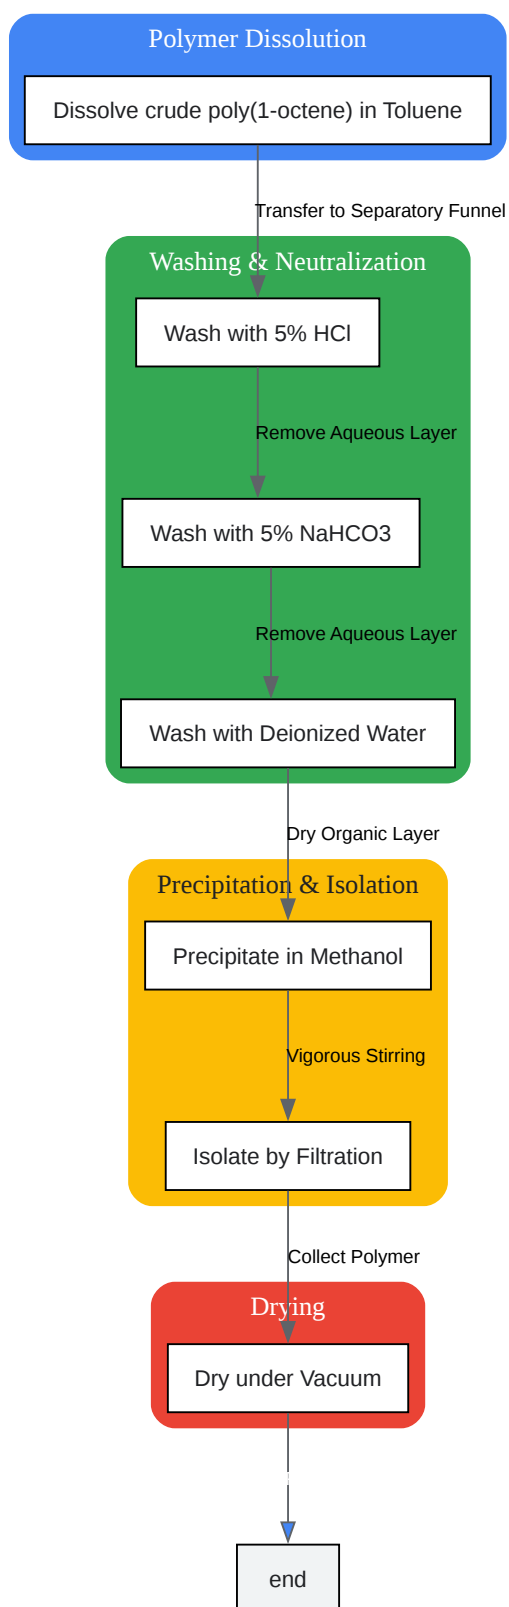 Polymer Dissolution
Dissolve crude poly(1-octene) in Toluene
Transfer to Separatory Funnel
Washing & Neutralization
Wash with 5% HCl
Remove Aqueous Layer
Wash with 5% NaHCO3
Remove Aqueous Layer
Wash with Deionized Water
Dry Organic Layer
Precipitation & Isolation
Precipitate in Methanol
Vigorous Stirring
Isolate by Filtration
Collect Polymer
Drying
Dry under Vacuum
end